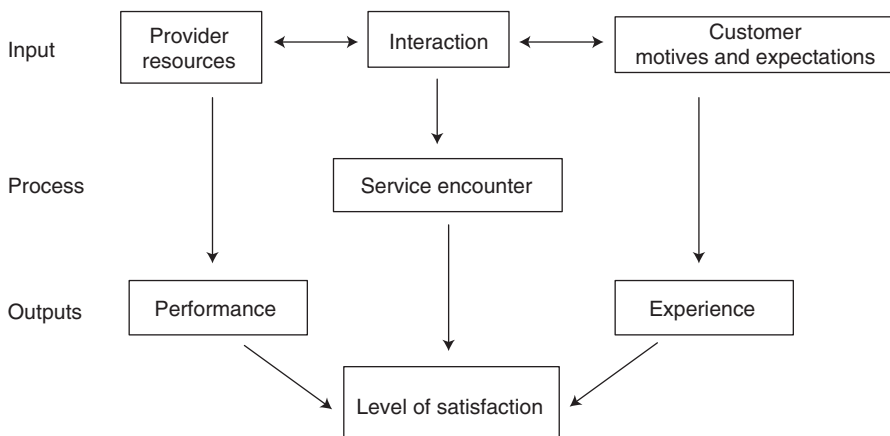 Input
Provider
resources
Interaction
Customer
motives and expectations
Process
Service encounter
Outputs
Performance
Experience
Level of satisfaction